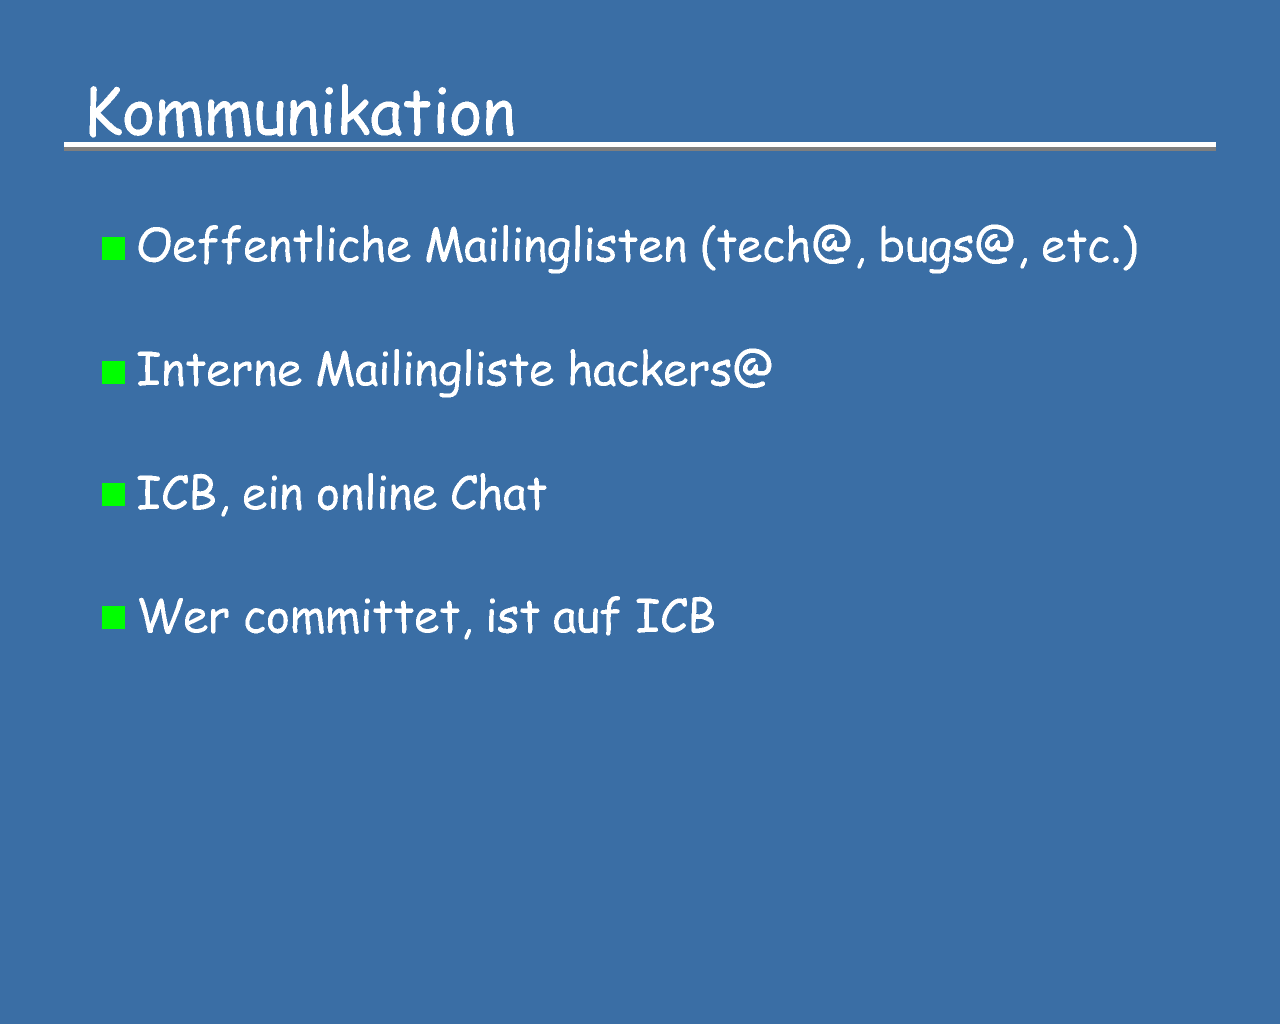 Kommunikation
Oeffentliche Mailinglisten (tech@, bugs@, etc.)
Interne Mailingliste hackers@
ICB, ein online Chat
Wer committet, ist auf ICB